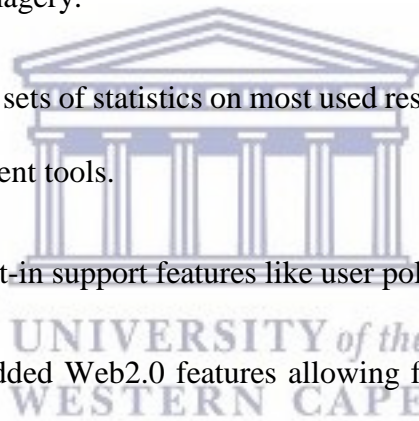 nagery.
sets of statistics on most used res
ent tools.
t-in support features like user pol
UNIVERSITY of the
dded Web2.0 features allowing f
WESTERN CAPE